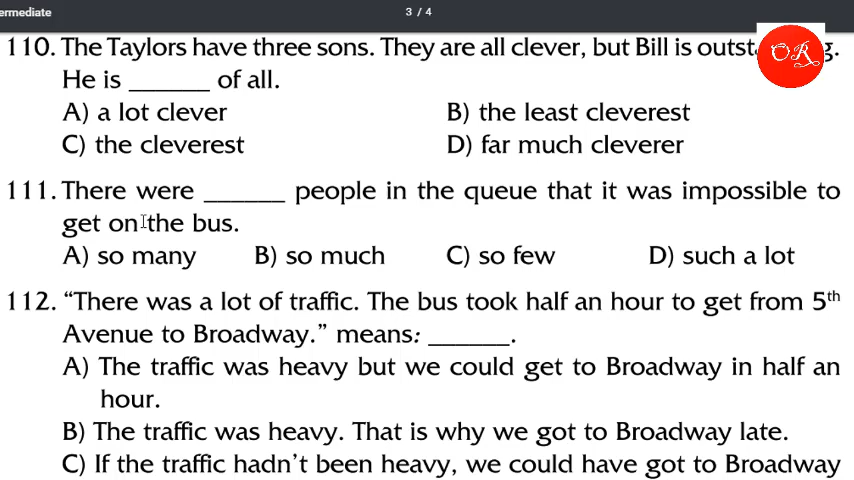 ermediate
3 / 4
110. The Taylors have three sons. They are all clever, but Bill is
OR
He is ______ of all.
A) a lot clever B) the least cleverest
C) the cleverest D) far much cleverer
111. There were ______ people in the queue that it was impossible to
get on the bus.
A) so many B) so much C) so few D) such a lot
112. “There was a lot of traffic. The bus took half an hour to get from 5th
Avenue to Broadway.” means: ______.
A) The traffic was heavy but we could get to Broadway in half an
hour.
B) The traffic was heavy. That is why we got to Broadway late.
C) If the traffic hadn’t been heavy, we could have got to Broadway